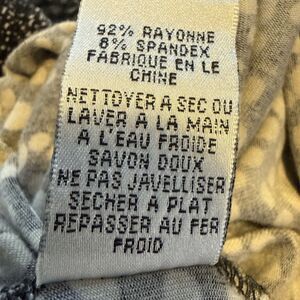 92% RAYONNE
8% SPANDEX
FABRIQUE EN LE
CHINE
NETTOYER A SEC OU
LAVER A LA MAIN
A L'EAU FROIDE
SAVON DOUX
NE PAS JAVELLISER
SECHER A PLAT
REPASSER AU FER
FROID